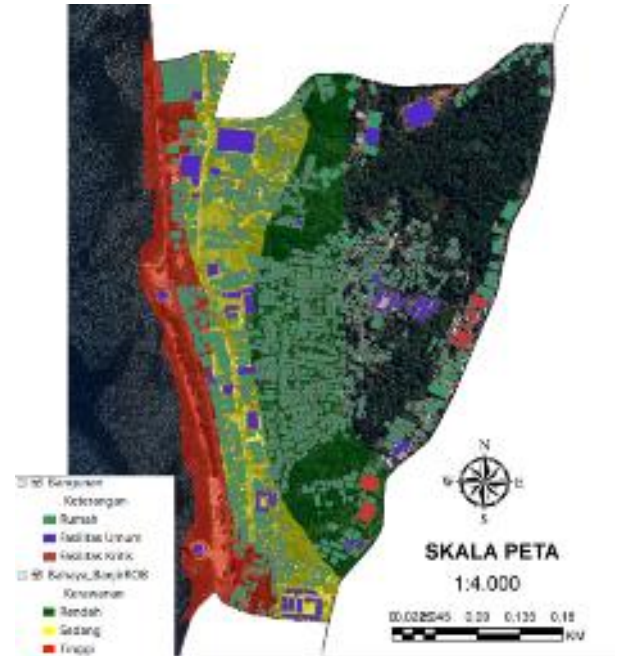 Bangunan
Keterangan
Rumah
Fasilitas Umum
Fasilitas Kritis
Bahaya_BanjirROB
Kerawanan
Rendah
Sedang
Tinggi
N
W
E
S
SKALA PETA
1:4.000
0,09 0,135 0,18
KM